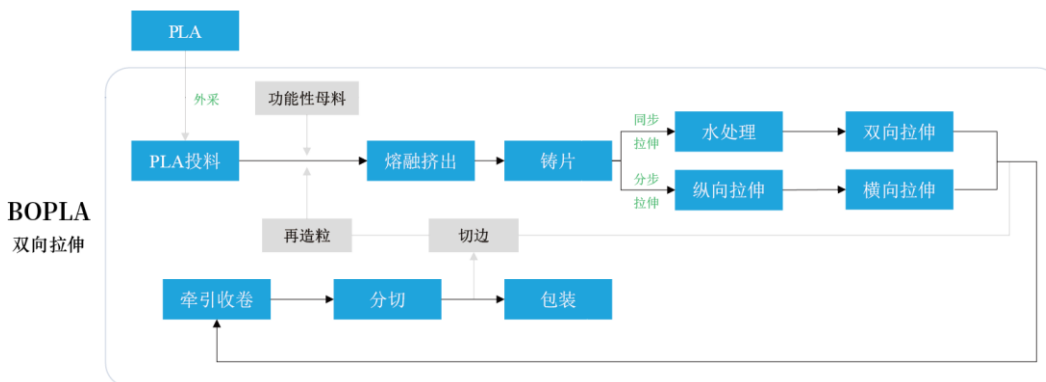 PLA
外采
功能性母料
PLA投料
熔融挤出
铸片
同步
拉伸
水处理
双向拉伸
分步
拉伸
纵向拉伸
横向拉伸
BOPLA
双向拉伸
再造粒
切边
牵引收卷
分切
包装